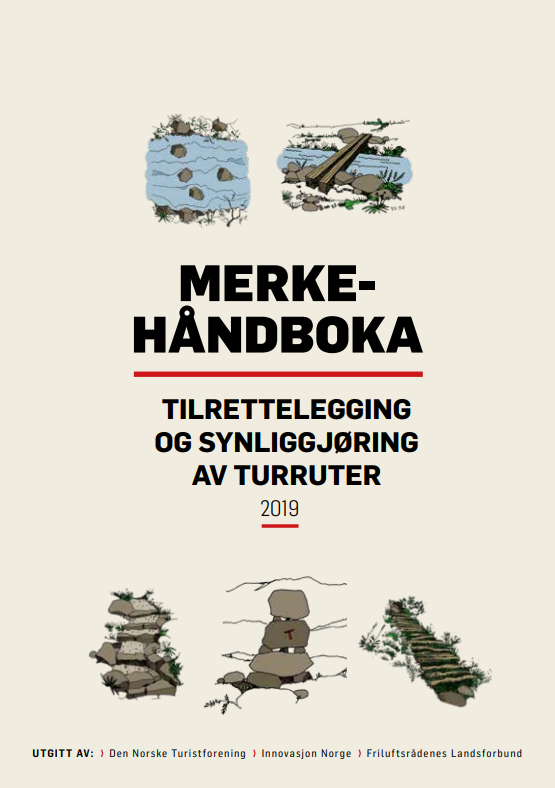 MERKE-
HÅNDBOKA
TILRETTELEGGING
OG SYNLIGGJØRING
AV TURRUTER
2019
T
UTGITT AV: › Den Norske Turistforening › Innovasjon Norge › Friluftsrådenes Landsforbund